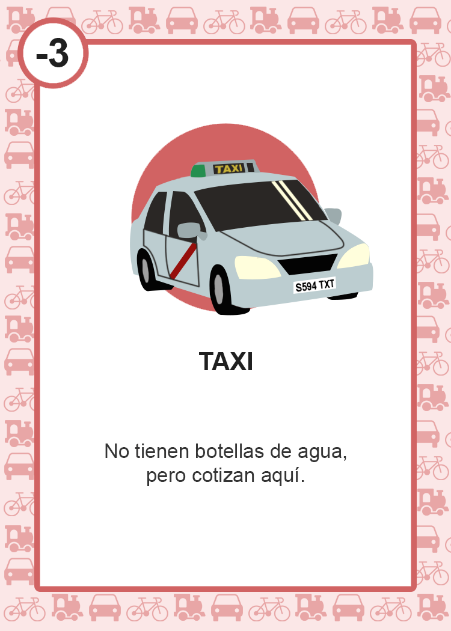 -3
TAXI
S594 TXT
TAXI
No tienen botellas de agua,
pero cotizan aquí.